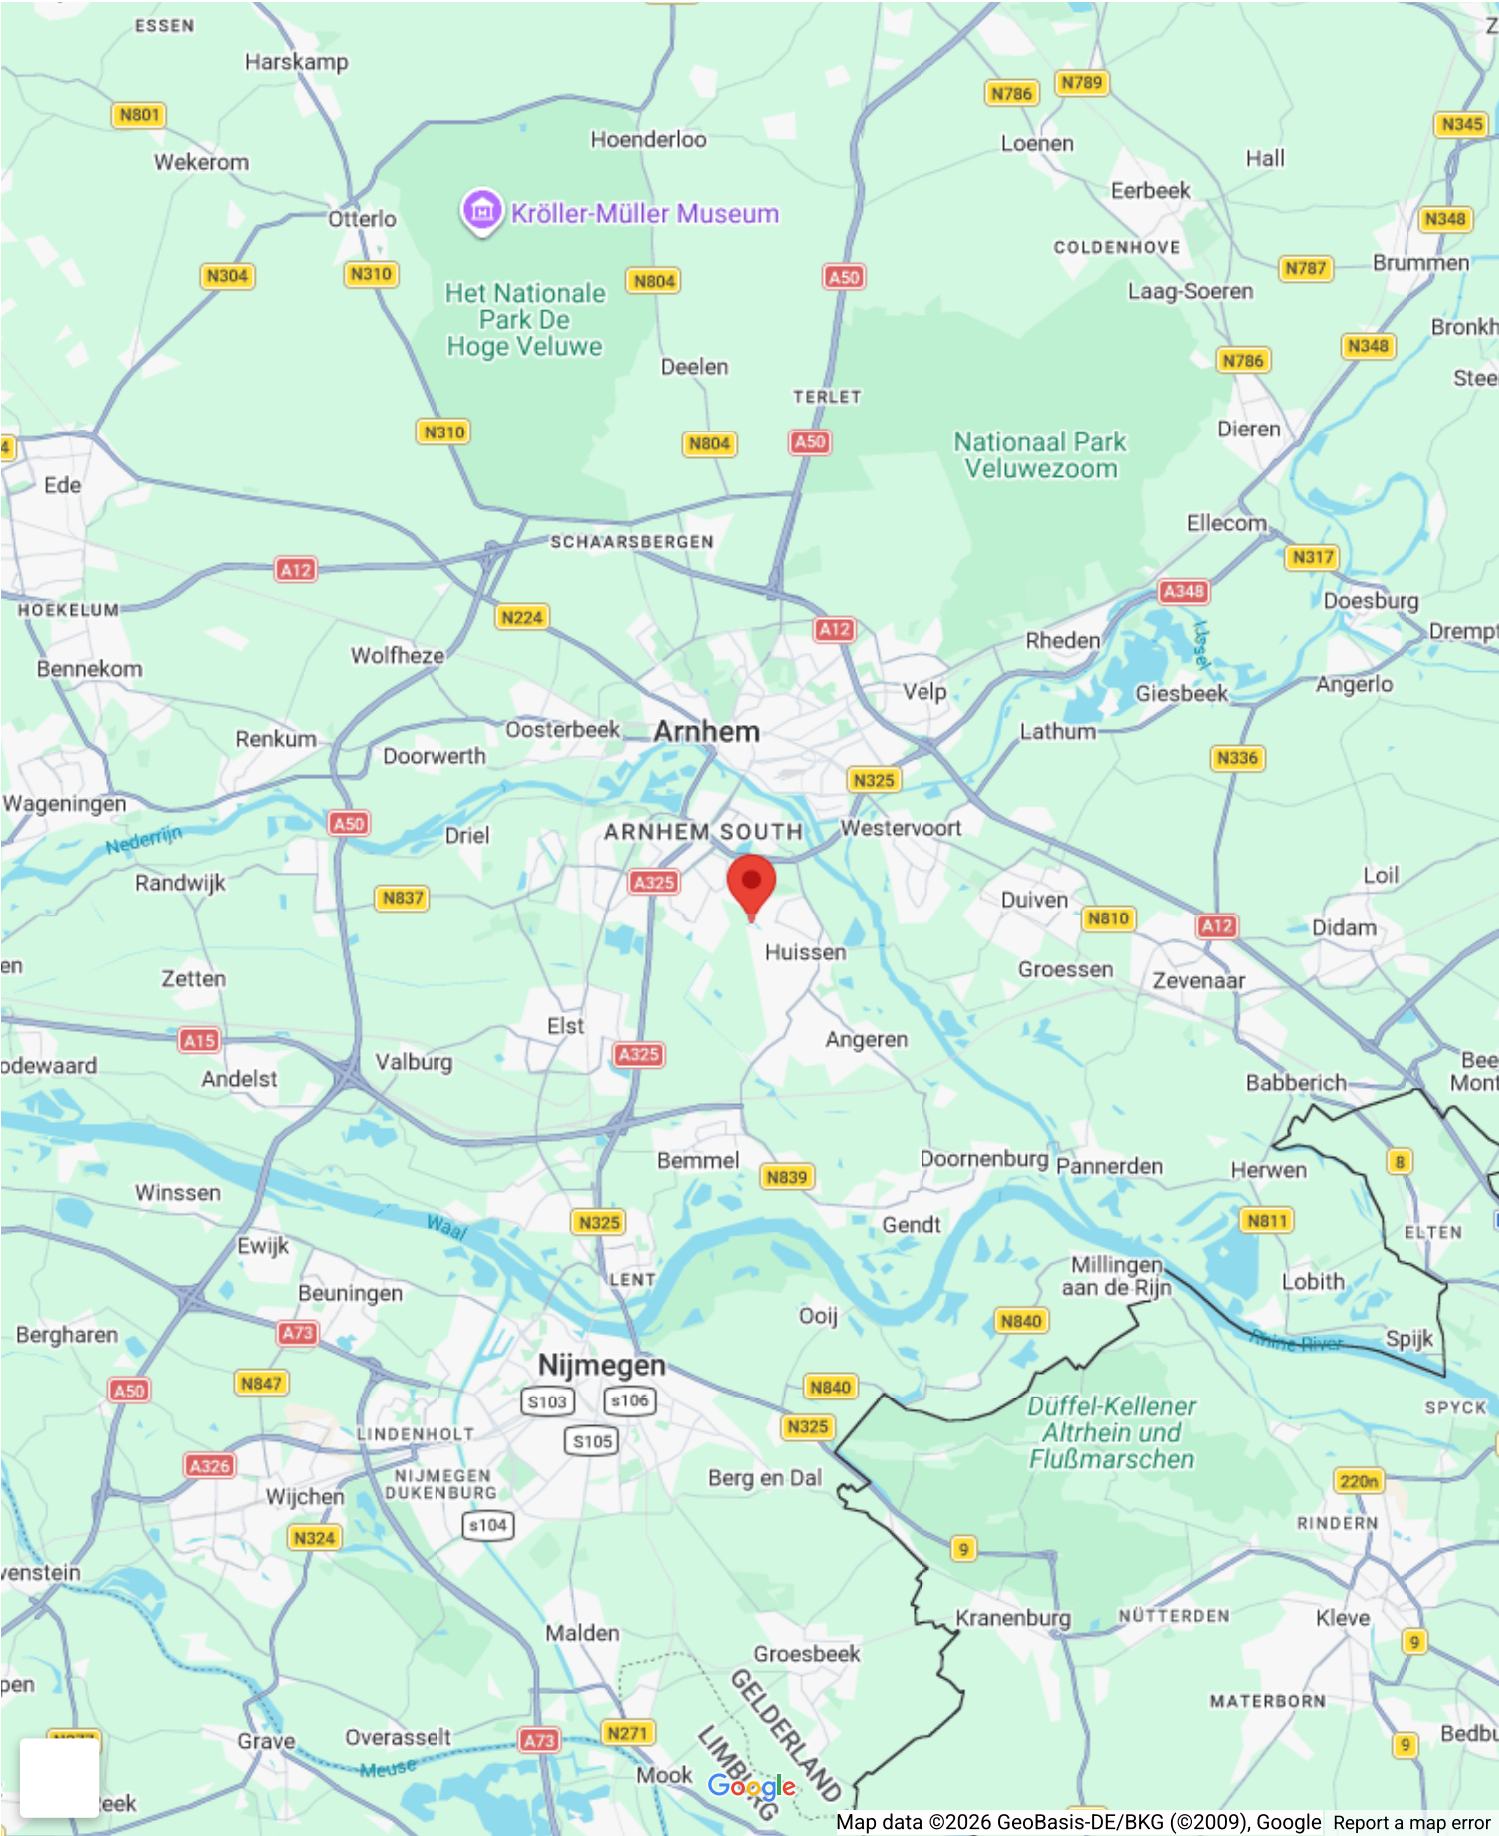 ESSEN
Harskamp
N801
Wekerom
Otterlo
N304
N310
Hoenderloo
Kröller-Müller Museum
N804
Het Nationale
Park De
Hoge Veluwe
Deelen
A50
TERLET
N310
N804
A50
N786
N789
Loenen
N345
Hall
Eerbeek
N348
COLDENHOVE
N787
Brummen
Laag-Soeren
N348
N786
Dieren
Nationaal Park
Veluwezoom
Ede
SCHAARSBERGEN
A12
HOEKELUM
N224
Bennekom
Wolfheze
A12
Ellecom
N317
A348
Doesburg
IJssel
Rheden
Velp
Giesbeek
Angerlo
Lathum
N336
Renkum
Oosterbeek
Doorwerth
Arnhem
N325
Wageningen
Nederrijn
A50
Driel
ARNHEM SOUTH
Westervoort
Randwijk
N837
A325
Duiven
N810
A12
Loil
Didam
Huissen
Groessen
Zevenaar
Zetten
A15
Elst
A325
Angeren
Andelst
Valburg
Babberich
Bemmel
N839
Doornenburg
Pannerden
Herwen
8
Winssen
Waal
N325
Gendt
N811
ELTEN
Ewijk
LENT
Millingen
aan de Rijn
Lobith
Beuningen
Ooij
N840
Rhine River
Spijk
Bergharen
A73
Nijmegen
A50
N847
S103
s106
S105
N840
N325
Düffel-Kellener
Altrhein und
Flußmarschen
SPYCK
LINDENHOLT
A326
NIJMEGEN
DUKENBURG
Berg en Dal
Wijchen
s104
N324
220n
RINDERN
9
Kranenburg
NÜTTERDEN
Kleve
9
Malden
Groesbeek
GELDERLAND
LIMBURG
MATERBORN
9
Grave
Overasselt
Meuse
A73
N271
Mook
Google
Map data ©2026 GeoBasis-DE/BKG (©2009), Google
Report a map error